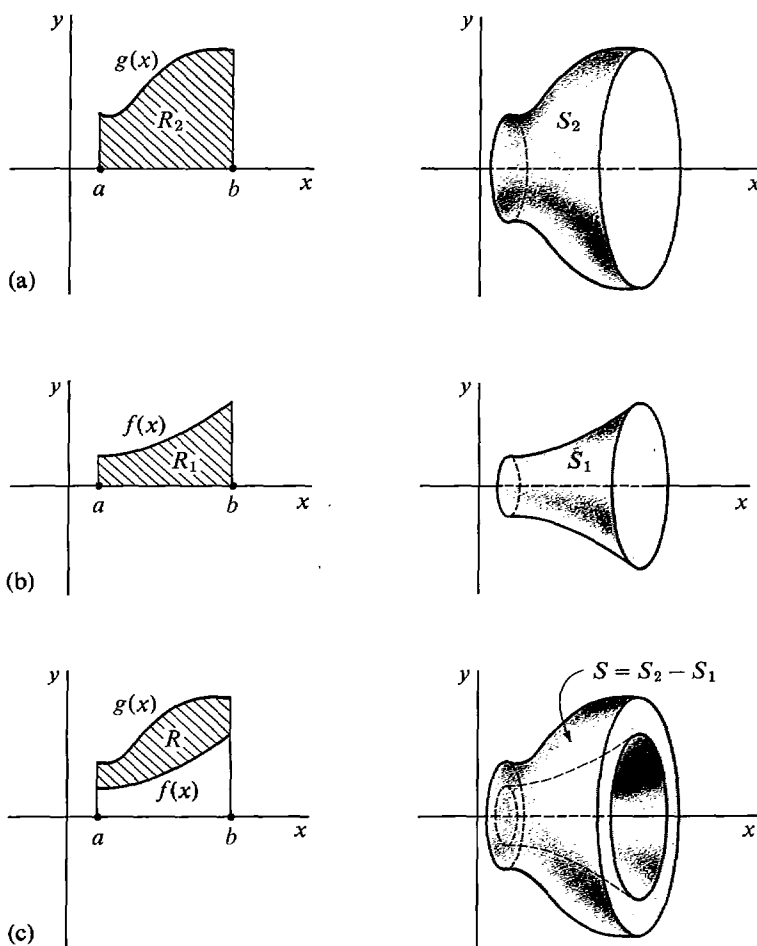 y
g(x)
R₂
a
b
x
(a)
y
S₂
x
y
f(x)
R₁
a
b
x
(b)
y
S₁
x
y
g(x)
R
f(x)
a
b
x
(c)
y
S = S₂ − S₁
x